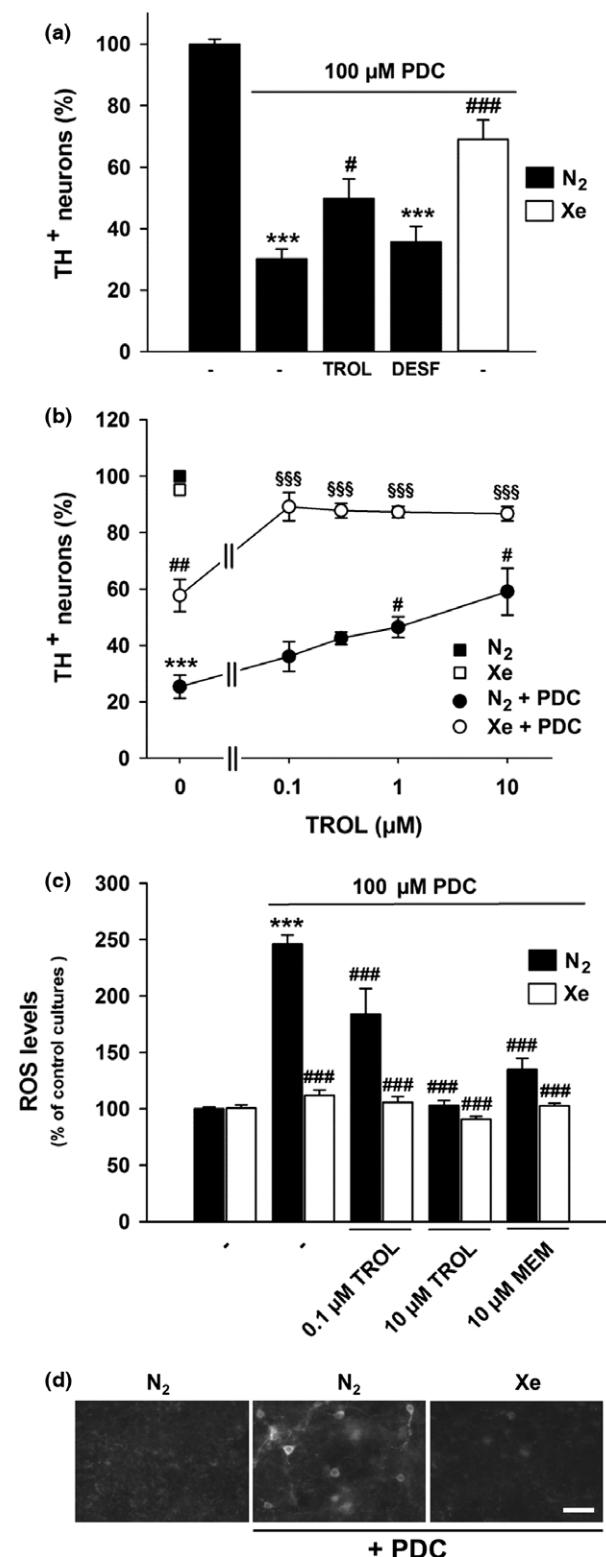 (a)
100 µM PDC
TH + neurons (%)
100
80
60
40
20
0
***
#
***
###
N2
Xe
-
-
TROL
DESF
-
(b)
TH + neurons (%)
120
100
80
60
40
20
0
##
***
§§§
§§§
§§§
§§§
#
#
N2
Xe
N2 + PDC
Xe + PDC
0
0.1
1
10
TROL (µM)
(c)
100 µM PDC
ROS levels
(% of control cultures )
300
250
200
150
100
50
0
***
###
###
###
###
###
###
###
N2
Xe
-
-
0.1 µM TROL
10 µM TROL
10 µM MEM
(d)
N2
N2
Xe
+ PDC